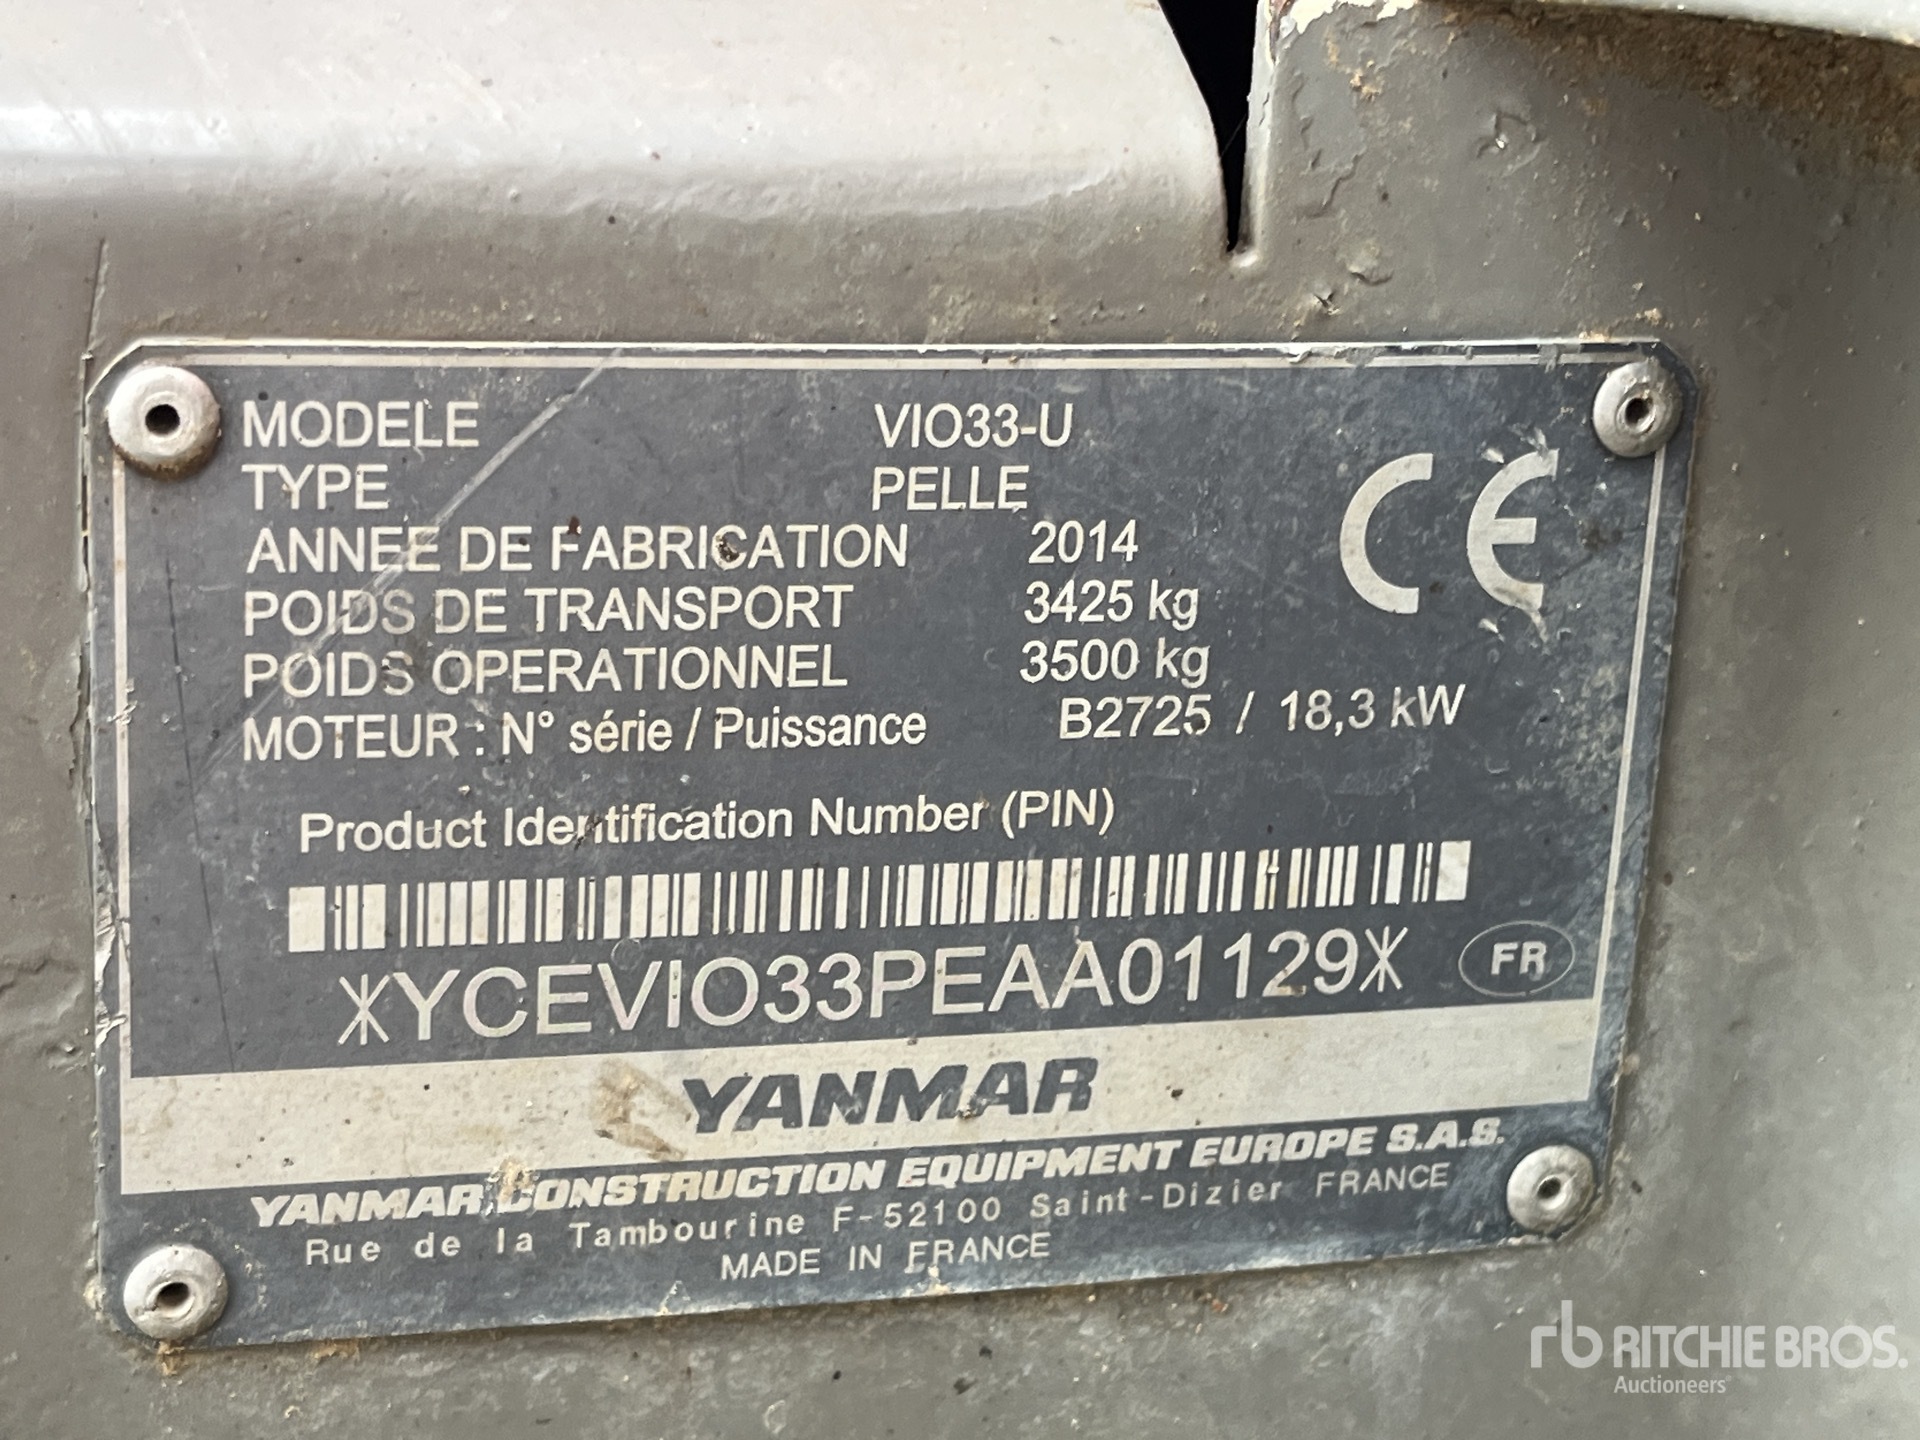 MODELE VIO33-U
TYPE PELLE
ANNEE DE FABRICATION 2014
POIDS DE TRANSPORT 3425 kg
POIDS OPERATIONNEL 3500 kg
MOTEUR : N° série / Puissance B2725 / 18,3 kW
CE
Product Identification Number (PIN)
*YCEVIO33PEAA01129*
FR
YANMAR
YANMAR CONSTRUCTION EQUIPMENT EUROPE S.A.S.
Rue de la Tambourine F-52100 Saint-Dizier FRANCE
MADE IN FRANCE
rb RITCHIE BROS.
Auctioneers